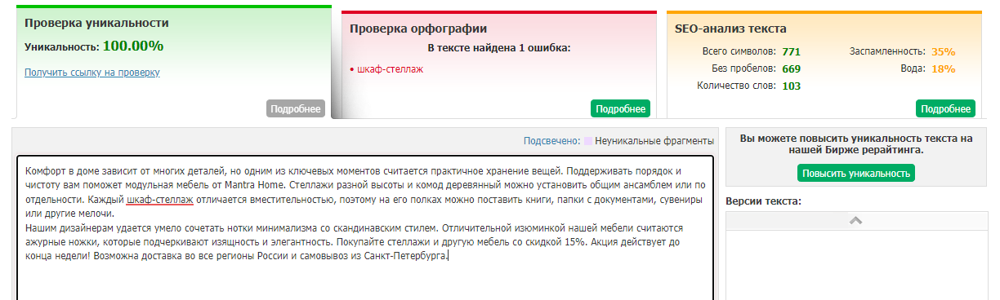 Проверка уникальности
Уникальность: 100.00%
Получить ссылку на проверку
Подробнее
Проверка орфографии
В тексте найдена 1 ошибка:
• шкаф-стеллаж
Подробнее
SEO-анализ текста
Всего символов: 771
Без пробелов: 669
Количество слов: 103
Заспамленность: 35%
Вода: 18%
Подробнее
Подсвечено: Неуникальные фрагменты
Комфорт в доме зависит от многих деталей, но одним из ключевых моментов считается практичное хранение вещей. Поддерживать порядок и
чистоту вам поможет модульная мебель от Mantra Home. Стеллажи разной высоты и комод деревянный можно установить общим ансамблем или по
отдельности. Каждый шкаф-стеллаж отличается вместительностью, поэтому на его полках можно поставить книги, папки с документами, сувениры
или другие мелочи.
Нашим дизайнерам удается умело сочетать нотки минимализма со скандинавским стилем. Отличительной изюминкой нашей мебели считаются
ажурные ножки, которые подчеркивают изящность и элегантность. Покупайте стеллажи и другую мебель со скидкой 15%. Акция действует до
конца недели! Возможна доставка во все регионы России и самовывоз из Санкт-Петербурга.
Вы можете повысить уникальность текста на
нашей Бирже рерайтинга.
Повысить уникальность
Версии текста: